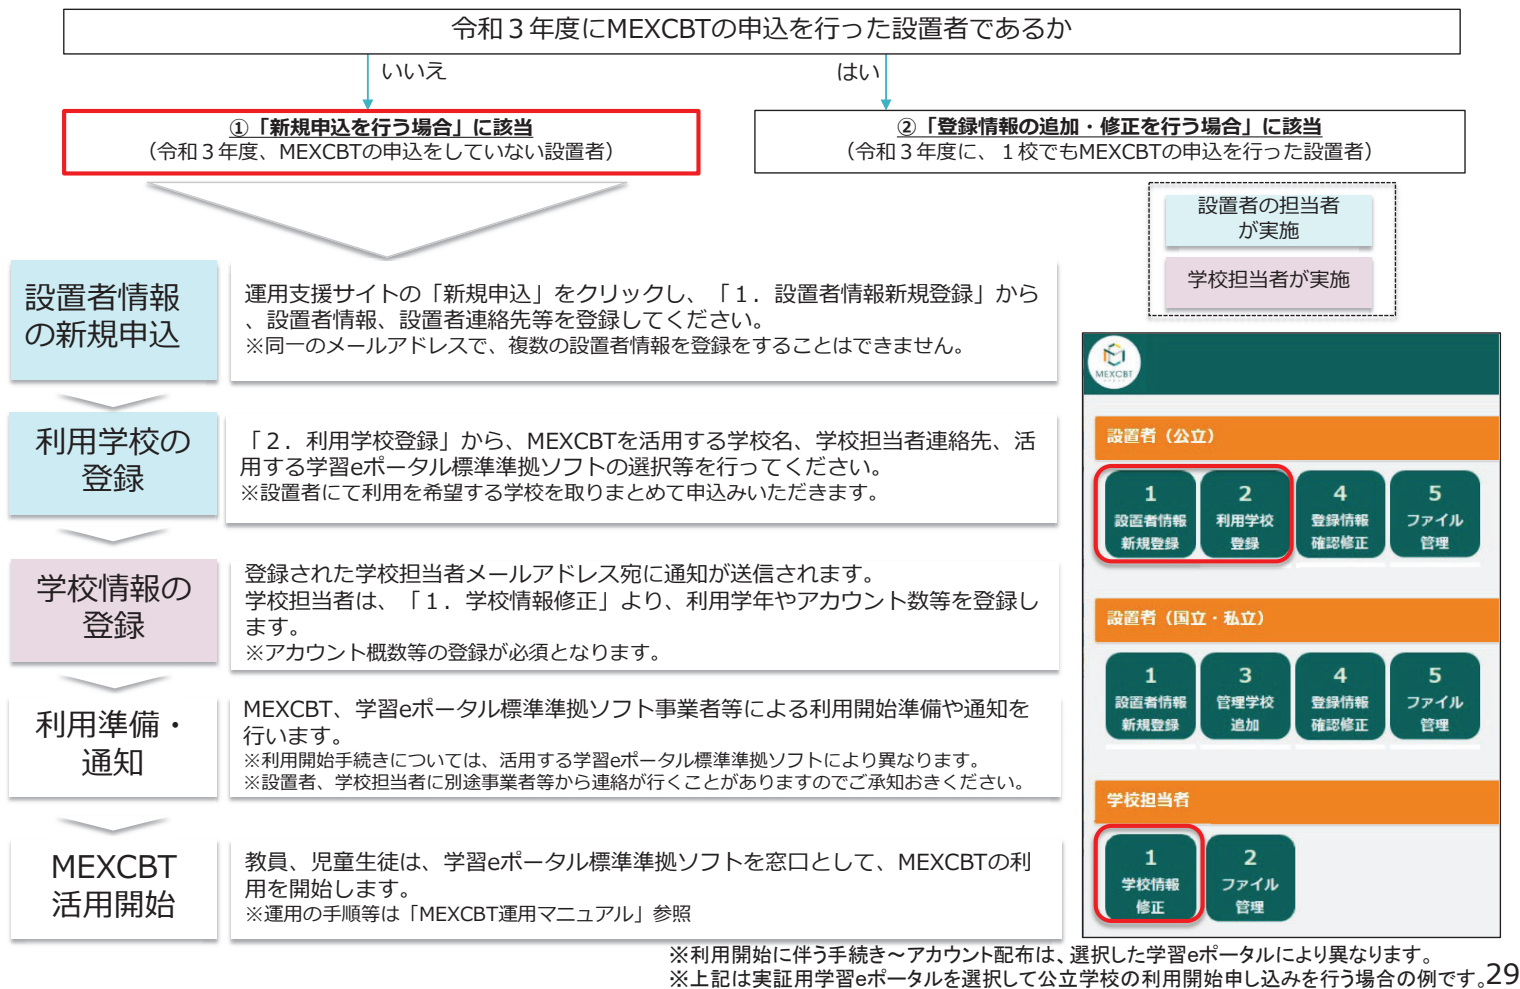 令和３年度にMEXCBTの申込を行った設置者であるか
いいえ
はい
①「新規申込を行う場合」に該当
（令和３年度、MEXCBTの申込をしていない設置者）
②「登録情報の追加・修正を行う場合」に該当
（令和３年度に、１校でもMEXCBTの申込を行った設置者）
設置者の担当者
が実施
学校担当者が実施
設置者情報
の新規申込
運用支援サイトの「新規申込」をクリックし、「１．設置者情報新規登録」から
、設置者情報、設置者連絡先等を登録してください。
※同一のメールアドレスで、複数の設置者情報を登録をすることはできません。
利用学校の
登録
「２．利用学校登録」から、MEXCBTを活用する学校名、学校担当者連絡先、活
用する学習eポータル標準準拠ソフトの選択等を行ってください。
※設置者にて利用を希望する学校を取りまとめて申込みいただきます。
学校情報の
登録
登録された学校担当者メールアドレス宛に通知が送信されます。
学校担当者は、「１．学校情報修正」より、利用学年やアカウント数等を登録し
ます。
※アカウント概数等の登録が必須となります。
利用準備・
通知
MEXCBT、学習eポータル標準準拠ソフト事業者等による利用開始準備や通知を
行います。
※利用開始手続きについては、活用する学習eポータル標準準拠ソフトにより異なります。
※設置者、学校担当者に別途事業者等から連絡が行くことがありますのでご承知おきください。
MEXCBT
活用開始
教員、児童生徒は、学習eポータル標準準拠ソフトを窓口として、MEXCBTの利
用を開始します。
※運用の手順等は「MEXCBT運用マニュアル」参照
MEXCBT
設置者（公立）
1
設置者情報
新規登録
2
利用学校
登録
4
登録情報
確認修正
5
ファイル
管理
設置者（国立・私立）
1
設置者情報
新規登録
3
管理学校
追加
4
登録情報
確認修正
5
ファイル
管理
学校担当者
1
学校情報
修正
2
ファイル
管理
※利用開始に伴う手続き～アカウント配布は、選択した学習eポータルにより異なります。
※上記は実証用学習eポータルを選択して公立学校の利用開始申し込みを行う場合の例です。
29